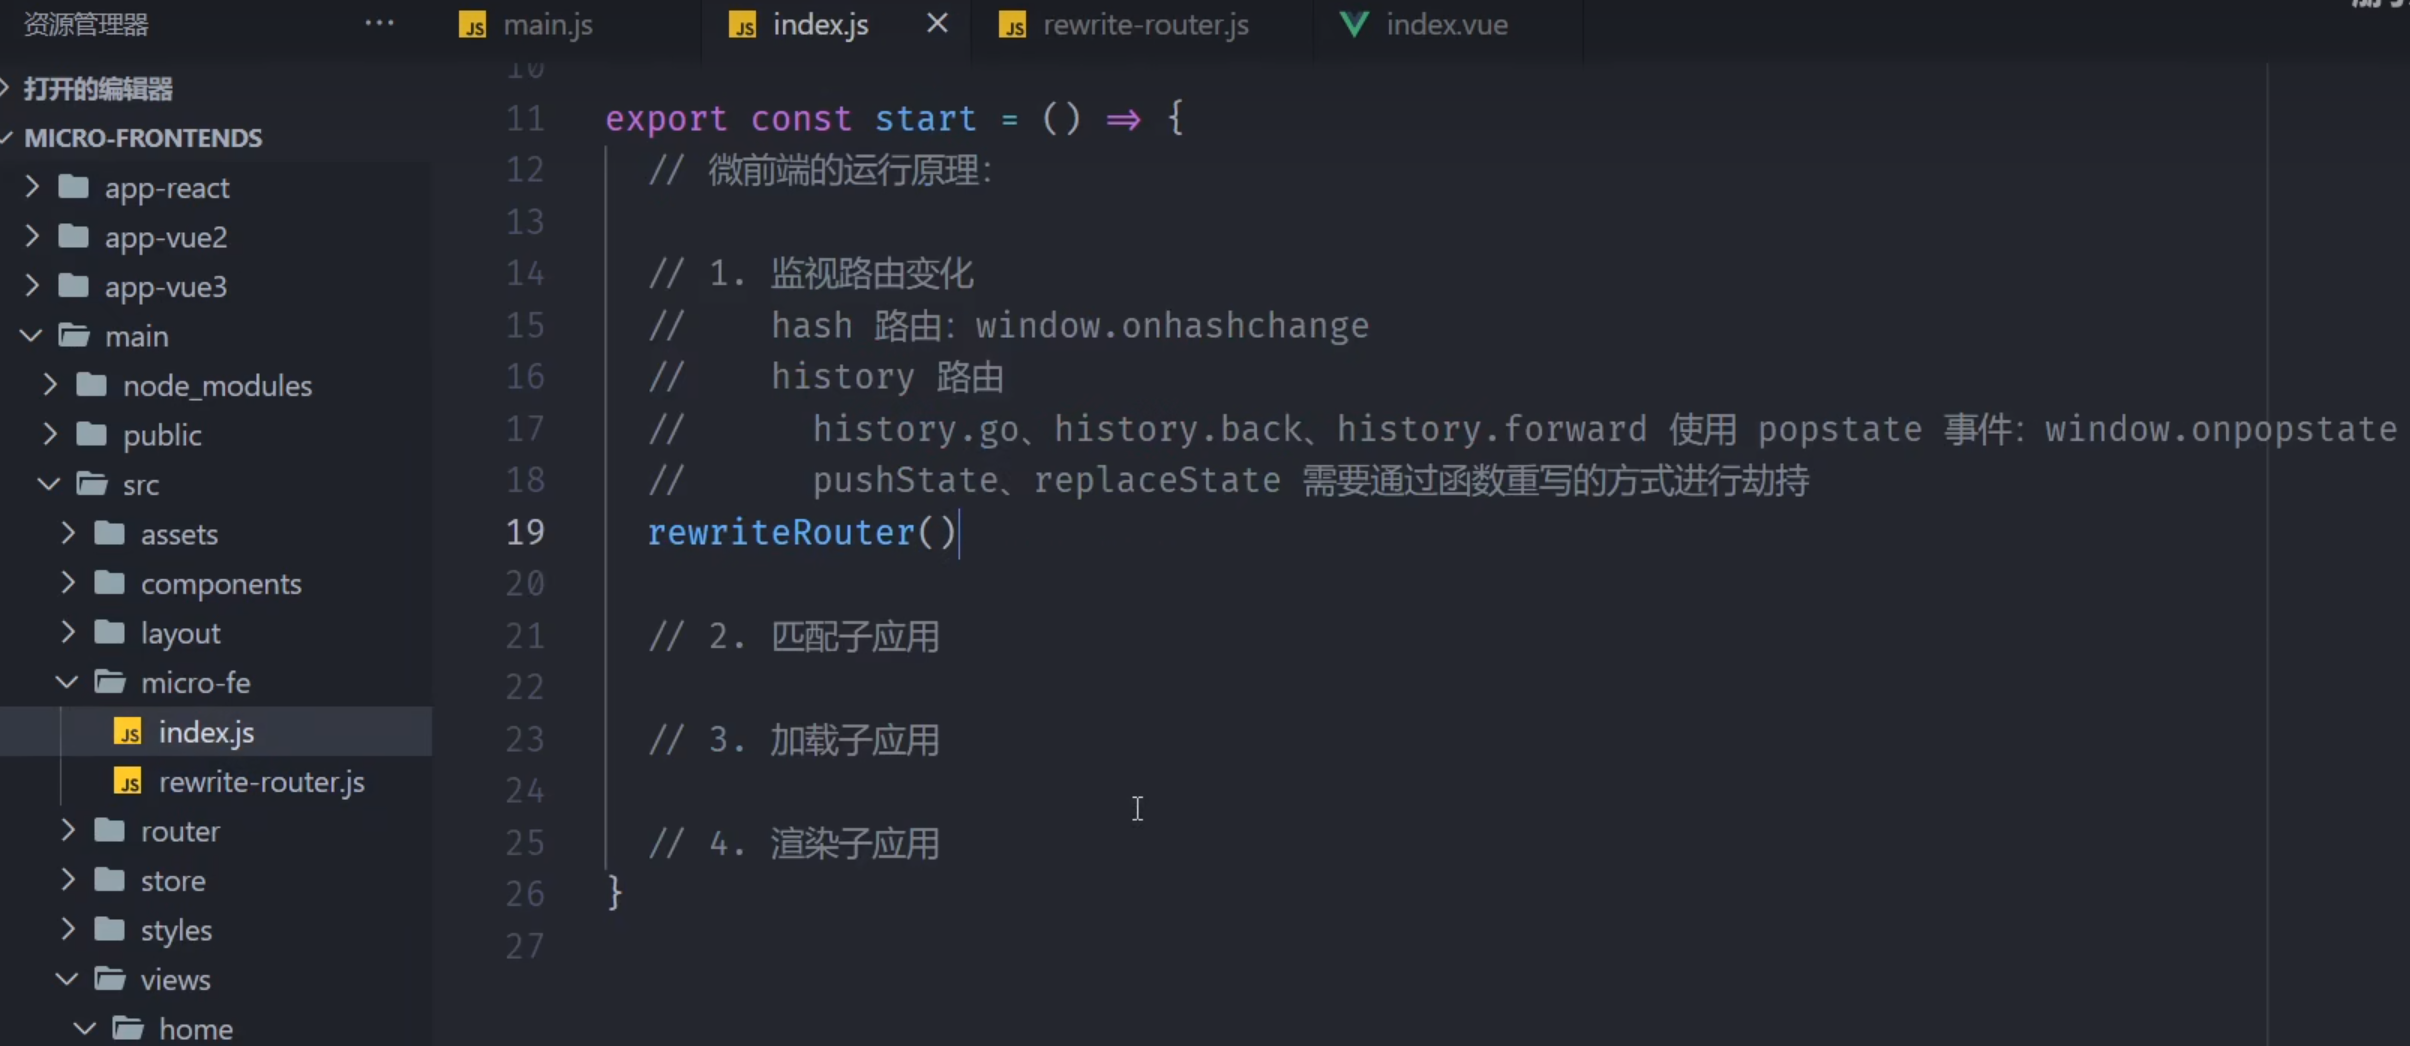 资源管理器 ···
main.js
index.js
rewrite-router.js
index.vue
打开的编辑器
MICRO-FRONTENDS
app-react
app-vue2
app-vue3
main
node_modules
public
src
assets
components
layout
micro-fe
index.js
rewrite-router.js
router
store
styles
views
home
10
11 export const start = () => {
12 // 微前端的运行原理:
13
14 // 1. 监视路由变化
15 // hash 路由: window.onhashchange
16 // history 路由
17 // history.go、history.back、history.forward 使用 popstate 事件: window.onpopstate
18 // pushState、replaceState 需要通过函数重写的方式进行劫持
19 rewriteRouter()
20
21 // 2. 匹配子应用
22
23 // 3. 加载子应用
24
25 // 4. 渲染子应用
26 }
27